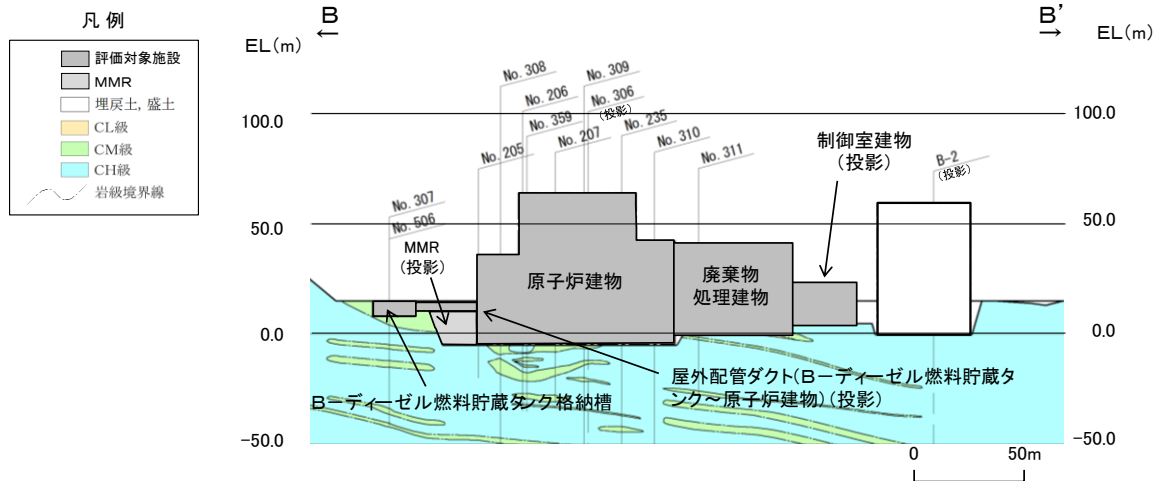 凡 例
評価対象施設
MMR
埋戻土，盛土
CL級
CM級
CH級
岩級境界線
B
←
B'
→
EL(m)
EL(m)
100.0
50.0
0.0
-50.0
100.0
50.0
0.0
-50.0
No. 308
No. 309
No. 206
No. 306
(投影)
No. 359
No. 235
No. 207
No. 310
No. 205
No. 311
No. 307
No. 506
B-2
(投影)
制御室建物
(投影)
MMR
(投影)
原子炉建物
廃棄物
処理建物
屋外配管ダクト(B－ディーゼル燃料貯蔵タ
ンク～原子炉建物)(投影)
B－ディーゼル燃料貯蔵タンク格納槽
0
50m